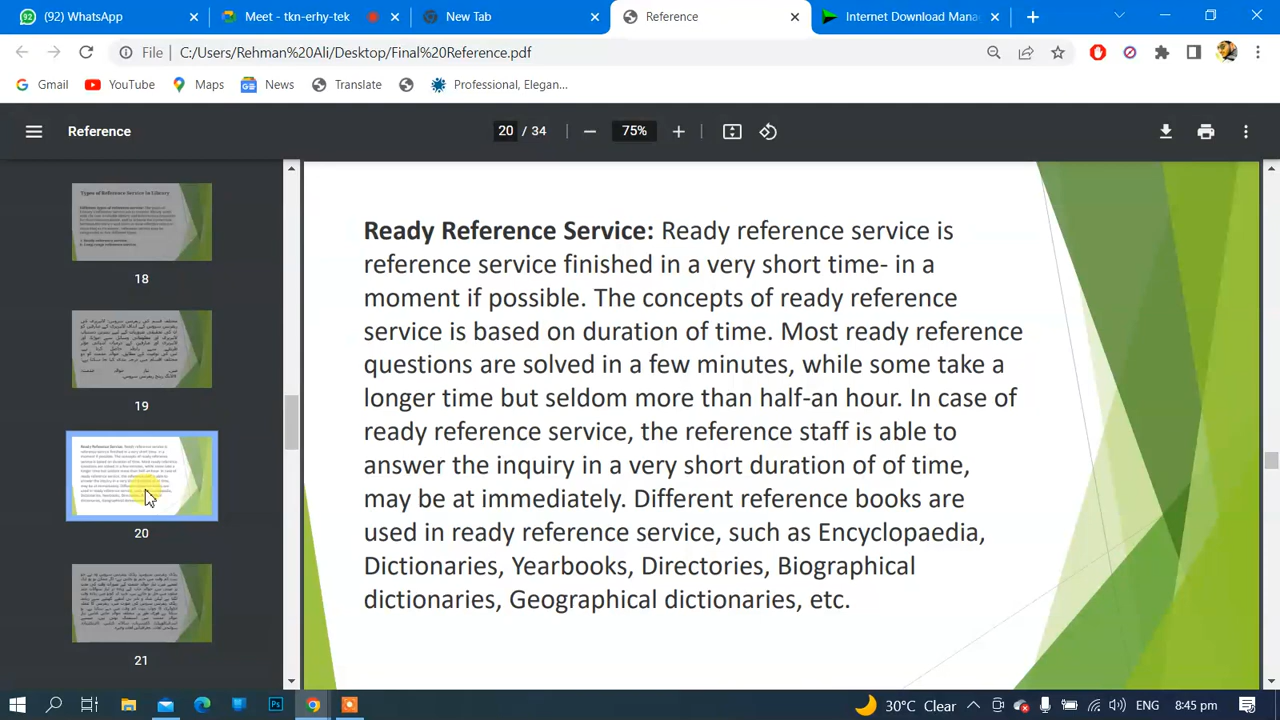 (92) WhatsApp
Meet - tkn-erhy-tek
New Tab
Reference
Internet Download Mana
File
C:/Users/Rehman%20Ali/Desktop/Final%20Reference.pdf
Gmail
YouTube
Maps
News
Translate
Professional, Elegan...
Reference
20 / 34
75%
Types of Reference Service in Library
18
19
20
21
Ready Reference Service: Ready reference service is
reference service finished in a very short time- in a
moment if possible. The concepts of ready reference
service is based on duration of time. Most ready reference
questions are solved in a few minutes, while some take a
longer time but seldom more than half-an hour. In case of
ready reference service, the reference staff is able to
answer the inquiry in a very short duration of of time,
may be at immediately. Different reference books are
used in ready reference service, such as Encyclopaedia,
Dictionaries, Yearbooks, Directories, Biographical
dictionaries, Geographical dictionaries, etc.
30°C Clear
ENG
8:45 pm